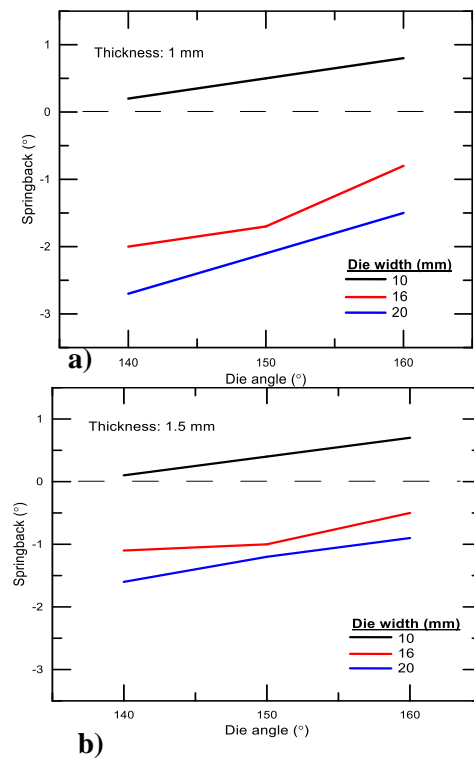 Thickness: 1 mm
1
0
-1
-2
-3
Springback (°)
Die width (mm)
10
16
20
140
150
160
Die angle (°)
a)
Thickness: 1.5 mm
1
0
-1
-2
-3
Springback (°)
Die width (mm)
10
16
20
140
150
160
Die angle (°)
b)